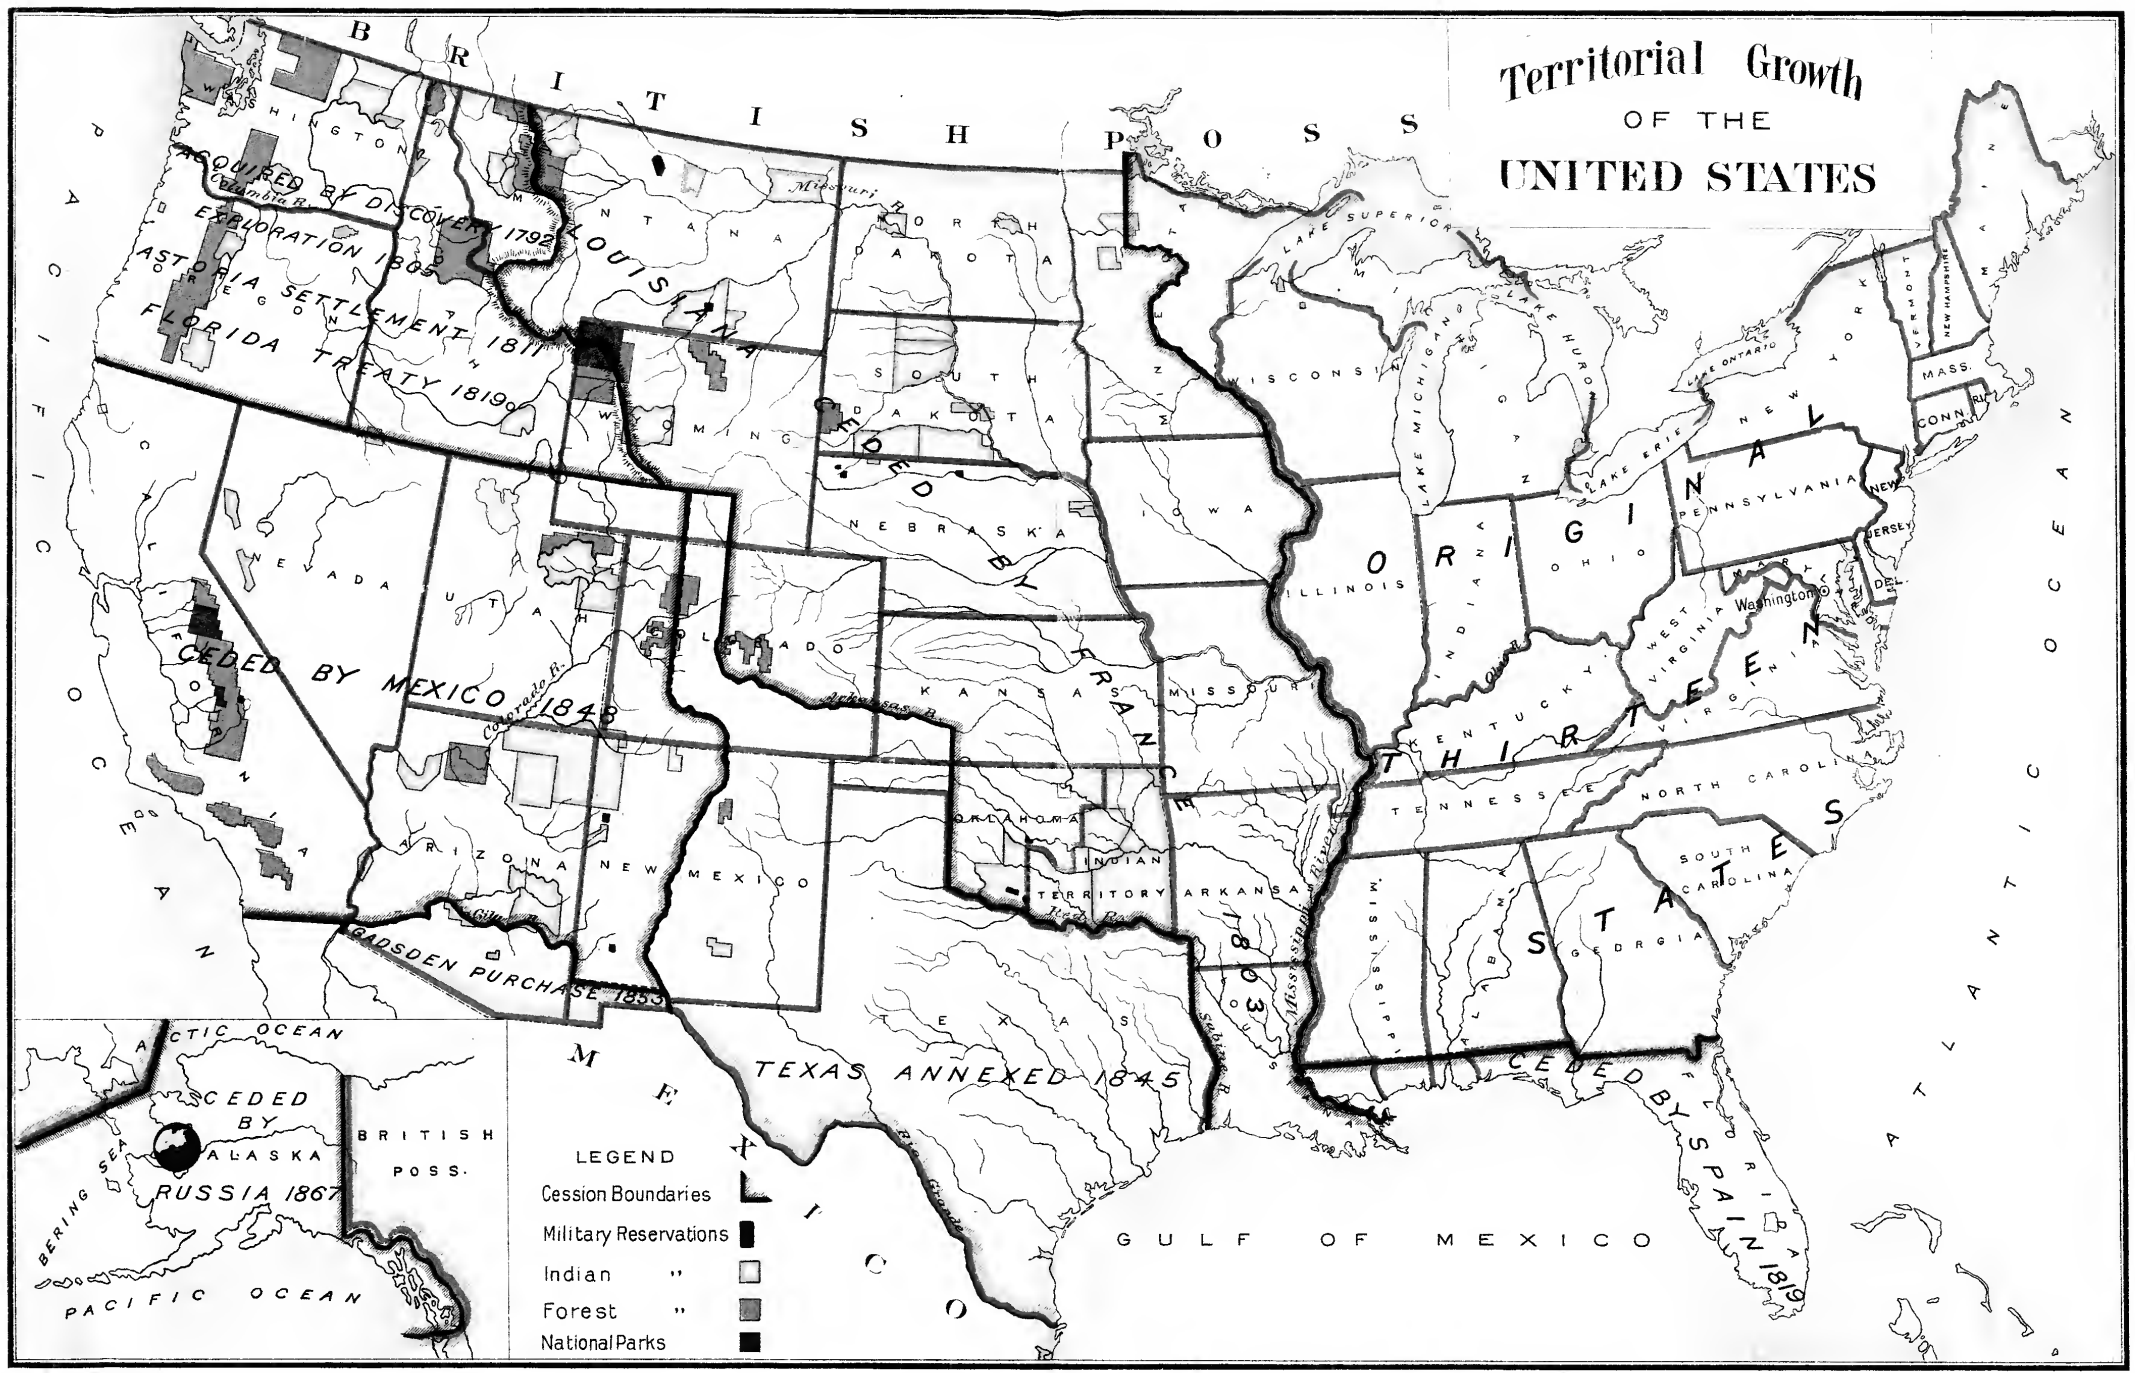 Territorial Growth
OF THE
UNITED STATES
BRITISH POSS
PACIFIC OCEAN
ATLANTIC OCEAN
GULF OF MEXICO
MEXICO
WASHINGTON
ACQUIRED BY DISCOVERY 1792
Columbia R.
EXPLORATION 1805
ASTORIA SETTLEMENT 1811
FLORIDA TREATY 1819
OREGON
IDAHO
MONTANA
Missouri R
LOUISIANA CEDED BY FRANCE 1803
NORTH DAKOTA
SOUTH DAKOTA
WYOMING
NEBRASKA
MINNESOTA
IOWA
WISCONSIN
LAKE SUPERIOR
LAKE MICHIGAN
LAKE HURON
LAKE ERIE
LAKE ONTARIO
MICHIGAN
ORIGINAL THIRTEEN STATES
ILLINOIS
INDIANA
OHIO
Ohio R.
PENNSYLVANIA
NEW YORK
VERMONT
NEW HAMPSHIRE
MAINE
MASS.
CONN.
RI
NEW JERSEY
DEL.
MARYLAND
Washington
WEST VIRGINIA
VIRGINIA
KENTUCKY
TENNESSEE
NORTH CAROLINA
SOUTH CAROLINA
GEORGIA
ALABAMA
MISSISSIPPI
Mississippi River
FLORIDA
CEDED BY SPAIN 1819
CALIFORNIA
NEVADA
UTAH
COLORADO
KANSAS
MISSOURI
CEDED BY MEXICO 1848
Colorado R.
Arkansas R.
ARIZONA
NEW MEXICO
OKLAHOMA
INDIAN TERRITORY
ARKANSAS
Red R.
Gila R.
GADSDEN PURCHASE 1853
LOUISIANA
Sabine R.
TEXAS
TEXAS ANNEXED 1845
Rio Grande
ARCTIC OCEAN
CEDED
BY
ALASKA
RUSSIA 1867
BRITISH
POSS.
BERING SEA
PACIFIC OCEAN
LEGEND
Cession Boundaries
Military Reservations
Indian "
Forest "
National Parks